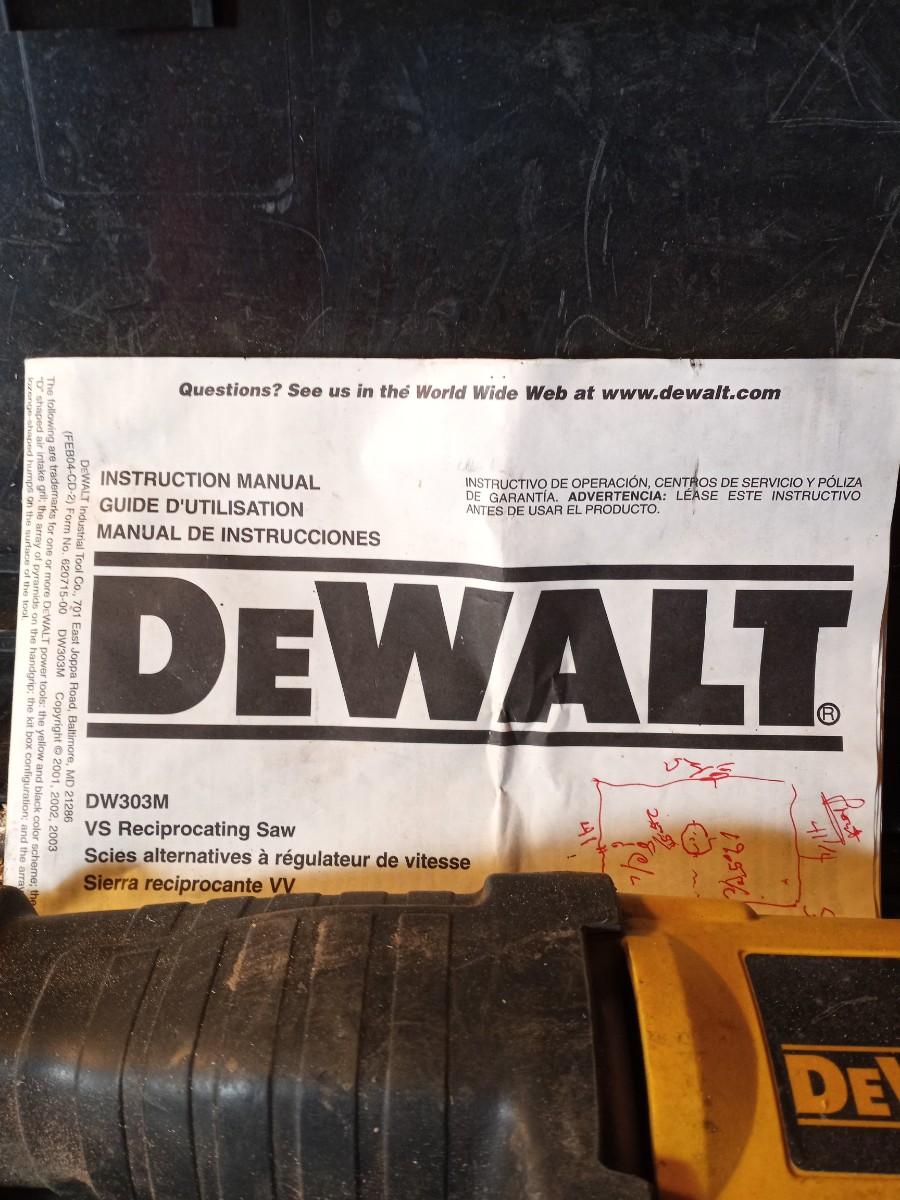 Questions? See us in the World Wide Web at www.dewalt.com
INSTRUCTION MANUAL
GUIDE D'UTILISATION
MANUAL DE INSTRUCCIONES
INSTRUCTIVO DE OPERACIÓN, CENTROS DE SERVICIO Y PÓLIZA
DE GARANTÍA. ADVERTENCIA: LÉASE ESTE INSTRUCTIVO
ANTES DE USAR EL PRODUCTO.
DEWALT®
DW303M
VS Reciprocating Saw
Scies alternatives à régulateur de vitesse
Sierra reciprocante VV
DEWALT Industrial Tool Co., 701 East Joppa Road, Baltimore, MD 21286
(FEB04-CD-2) Form No. 620715-00 DW303M Copyright © 2001, 2002, 2003
The following are trademarks for one or more DEWALT power tools: the yellow and black color scheme; the
"D" shaped air intake grill; the array of pyramids on the handgrip; the kit box configuration; and the array
lozenge-shaped humps on the surface of the tool.
front
41/4
41